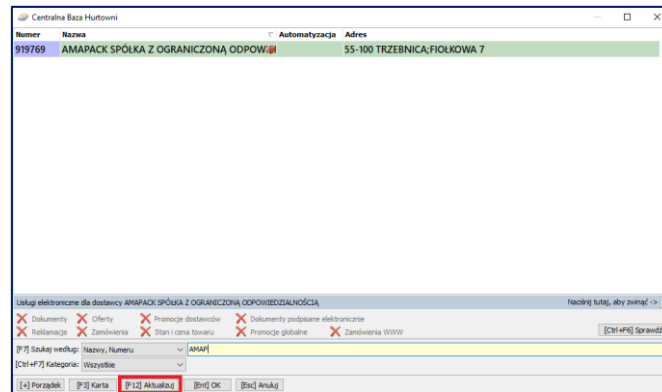 Centralna Baza Hurtowni
Numer Nazwa Automatyzacja Adres
919769 AMAPACK SPÓŁKA Z OGRANICZONĄ ODPOWI 55-100 TRZEBNICA;FIOŁKOWA 7
Usługi elektroniczne dla dostawcy AMAPACK SPÓŁKA Z OGRANICZONĄ ODPOWIEDZIALNOŚCIĄ Naciśnij tutaj, aby zwinąć ->
Dokumenty Oferty Promocje dostawców Dokumenty podpisane elektronicznie
Reklamacje Zamówienia Stan i cena towaru Promocje globalne Zamówienia WWW [Ctrl+F6] Sprawdź
[F7] Szukaj według: Nazwy, Numeru AMAP
[Ctrl+F7] Kategoria: Wszystkie
[+] Porządek [F3] Karta [F12] Aktualizuj [Ent] OK [Esc] Anuluj